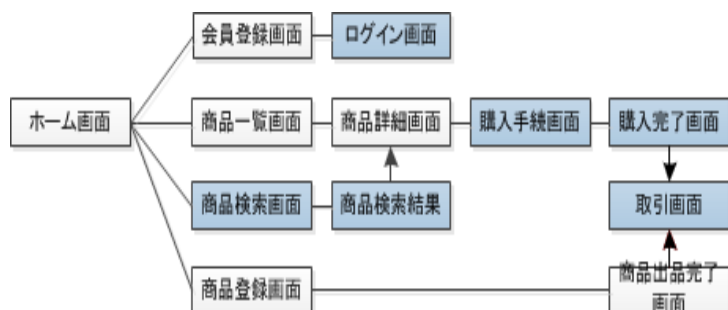 会員登録画面
ログイン画面
ホーム画面
商品一覧画面
商品詳細画面
購入手続画面
購入完了画面
商品検索画面
商品検索結果
取引画面
商品登録画面
商品出品完了
画面